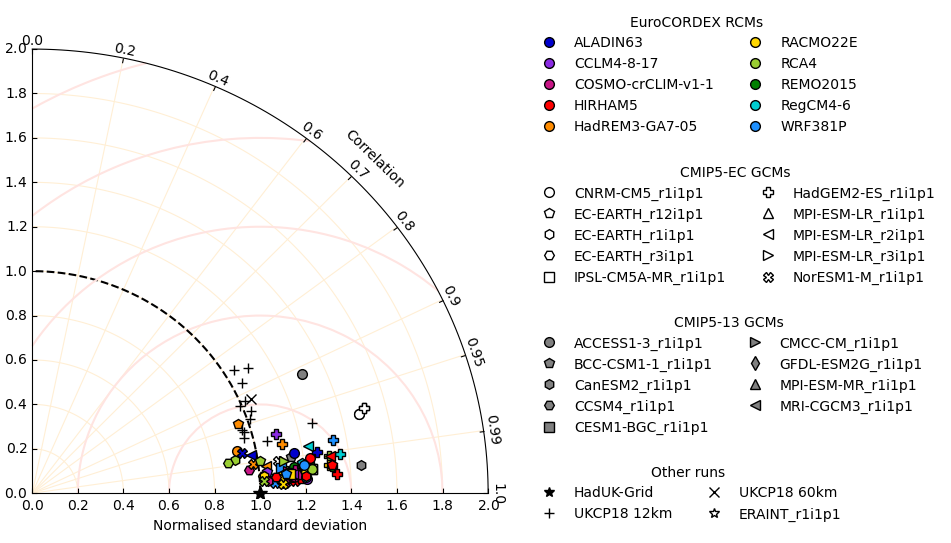 0.0
0.2
0.4
0.6
0.7
0.8
0.9
0.95
0.99
1.0
Correlation
2.0
1.8
1.6
1.4
1.2
1.0
0.8
0.6
0.4
0.2
0.0
0.0 0.2 0.4 0.6 0.8 1.0 1.2 1.4 1.6 1.8 2.0
Normalised standard deviation
EuroCORDEX RCMs
ALADIN63 RACMO22E
CCLM4-8-17 RCA4
COSMO-crCLIM-v1-1 REMO2015
HIRHAM5 RegCM4-6
HadREM3-GA7-05 WRF381P
CMIP5-EC GCMs
CNRM-CM5_r1i1p1 HadGEM2-ES_r1i1p1
EC-EARTH_r12i1p1 MPI-ESM-LR_r1i1p1
EC-EARTH_r1i1p1 MPI-ESM-LR_r2i1p1
EC-EARTH_r3i1p1 MPI-ESM-LR_r3i1p1
IPSL-CM5A-MR_r1i1p1 NorESM1-M_r1i1p1
CMIP5-13 GCMs
ACCESS1-3_r1i1p1 CMCC-CM_r1i1p1
BCC-CSM1-1_r1i1p1 GFDL-ESM2G_r1i1p1
CanESM2_r1i1p1 MPI-ESM-MR_r1i1p1
CCSM4_r1i1p1 MRI-CGCM3_r1i1p1
CESM1-BGC_r1i1p1
Other runs
HadUK-Grid UKCP18 60km
UKCP18 12km ERAINT_r1i1p1